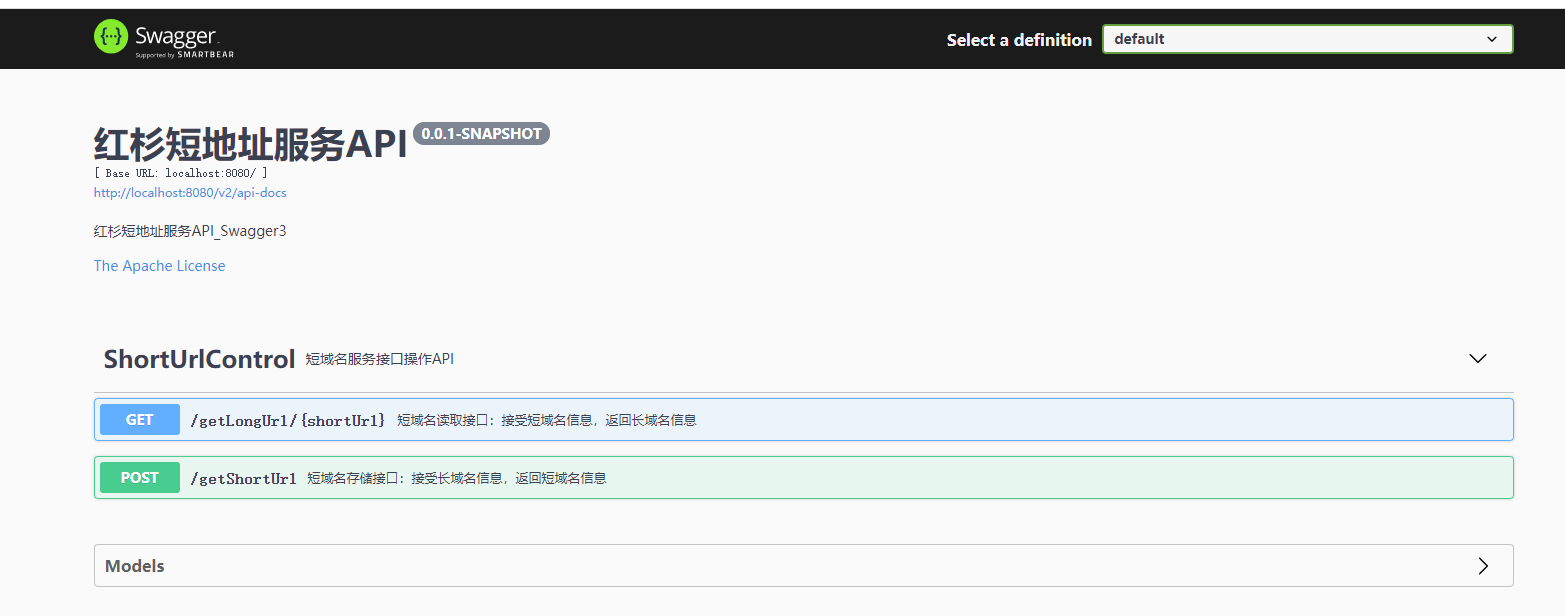 Swagger
Supported by SMARTBEAR
Select a definition
default
红杉短地址服务API 0.0.1-SNAPSHOT
[ Base URL: localhost:8080/ ]
http://localhost:8080/v2/api-docs
红杉短地址服务API_Swagger3
The Apache License
ShortUrlControl 短域名服务接口操作API
GET /getLongUrl/{shortUrl} 短域名读取接口：接受短域名信息，返回长域名信息
POST /getShortUrl 短域名存储接口：接受长域名信息，返回短域名信息
Models